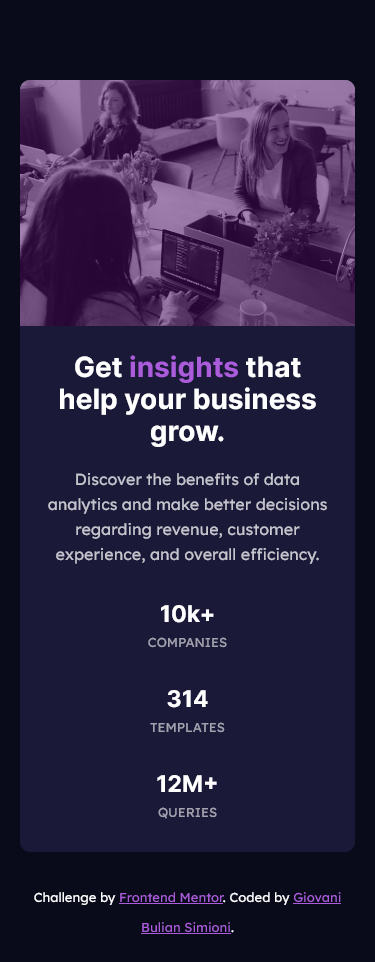 Get insights that
help your business
grow.
Discover the benefits of data
analytics and make better decisions
regarding revenue, customer
experience, and overall efficiency.
10k+
COMPANIES
314
TEMPLATES
12M+
QUERIES
Challenge by Frontend Mentor. Coded by Giovani
Bulian Simioni.